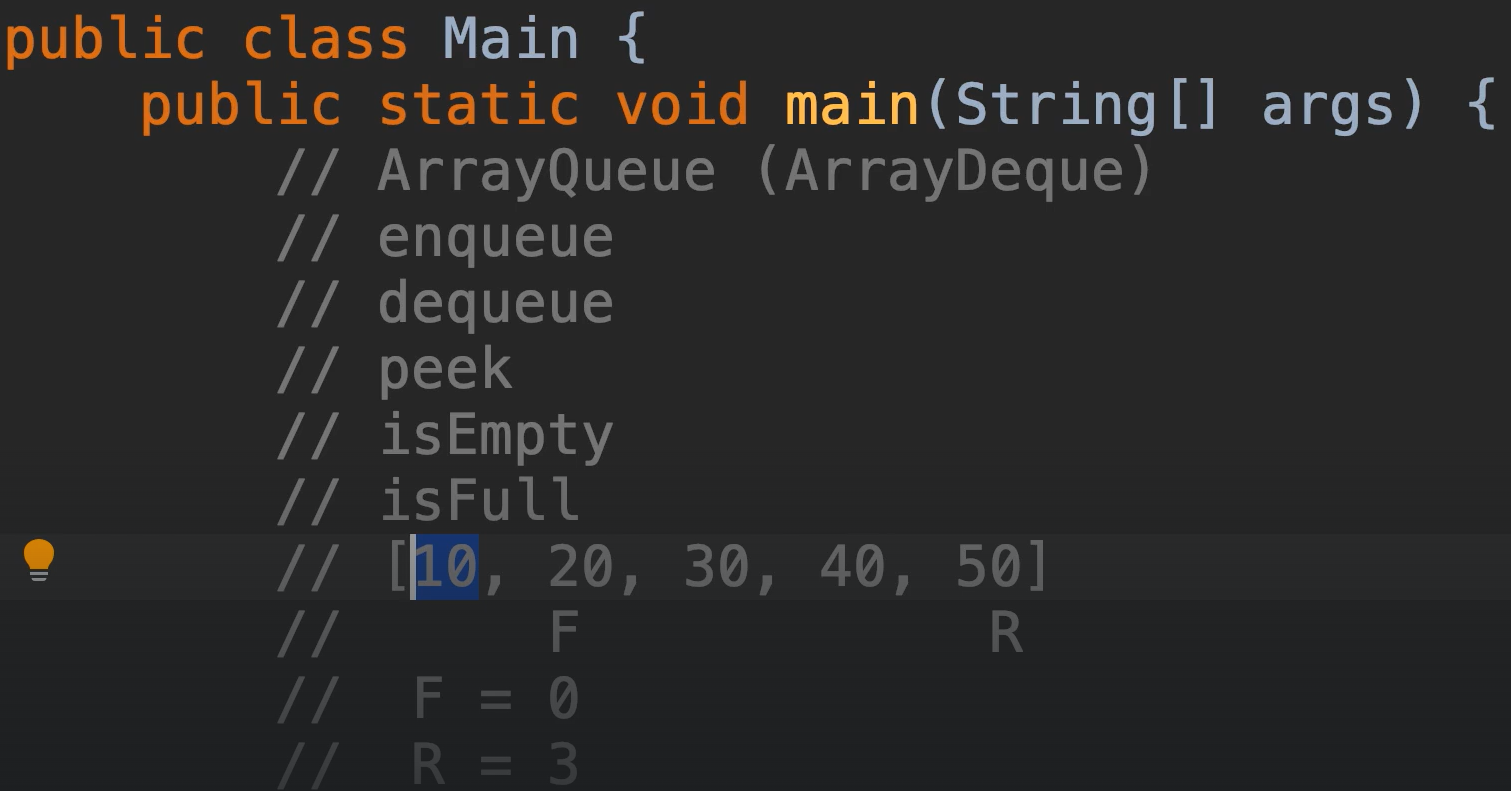 public class Main {
    public static void main(String[] args) {
        // ArrayQueue (ArrayDeque)
        // enqueue
        // dequeue
        // peek
        // isEmpty
        // isFull
        // [10, 20, 30, 40, 50]
        //      F            R
        //  F = 0
        //  R = 3